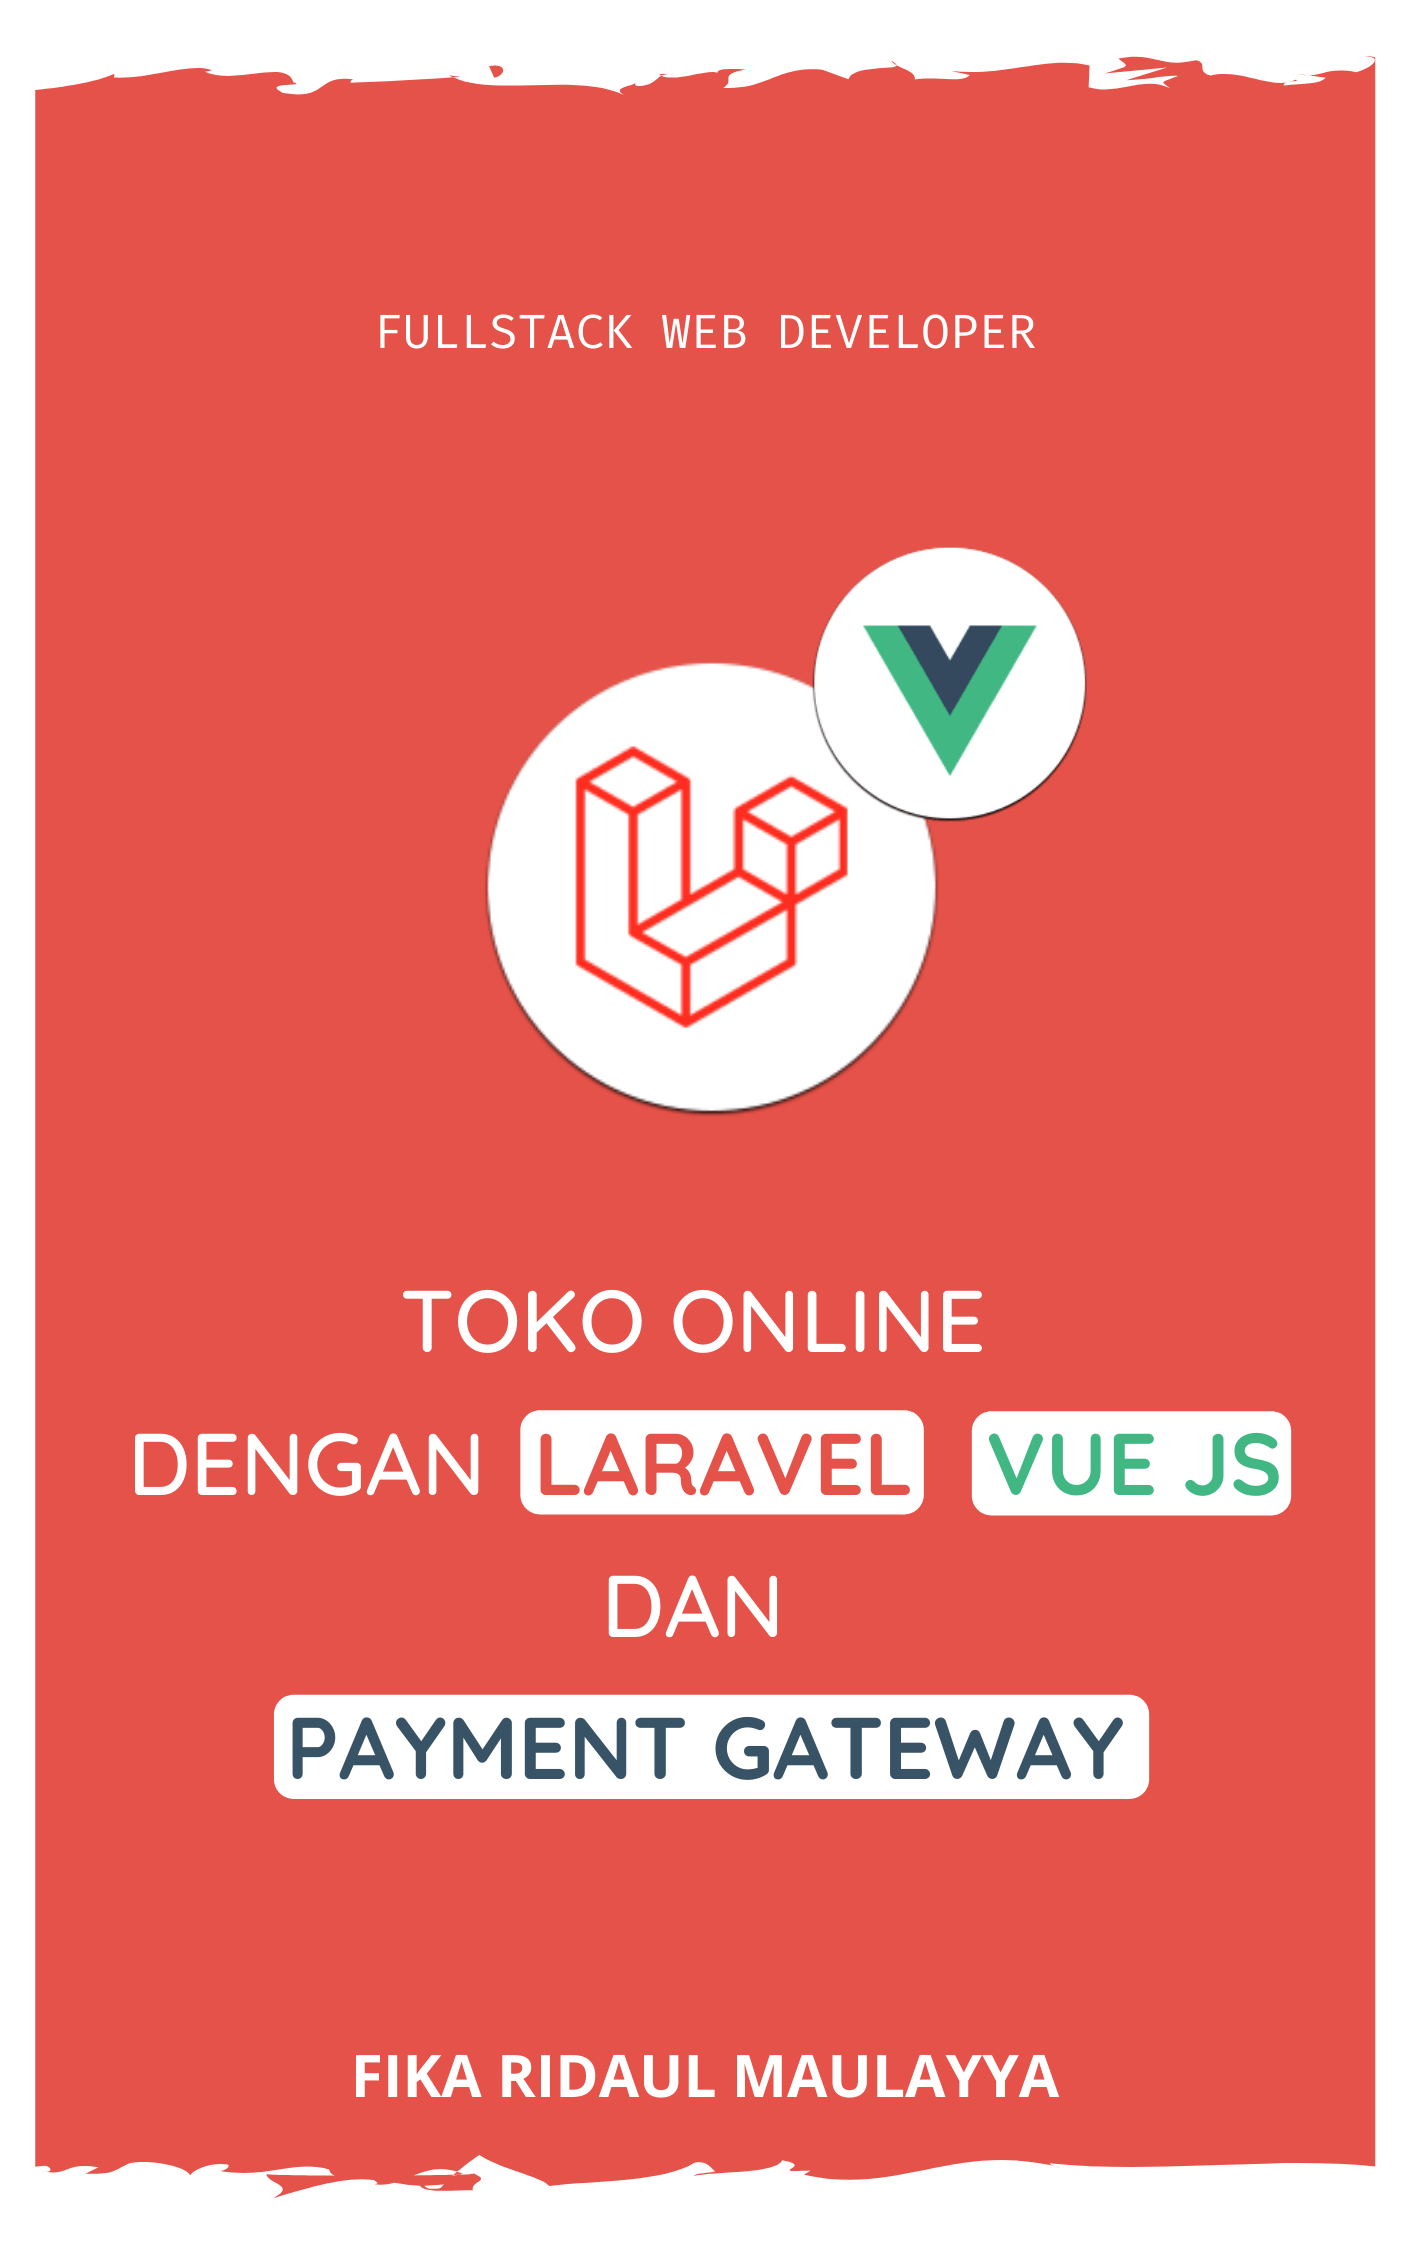 FULLSTACK WEB DEVELOPER
TOKO ONLINE
DENGAN LARAVEL VUE JS
DAN
PAYMENT GATEWAY
FIKA RIDAUL MAULAYYA